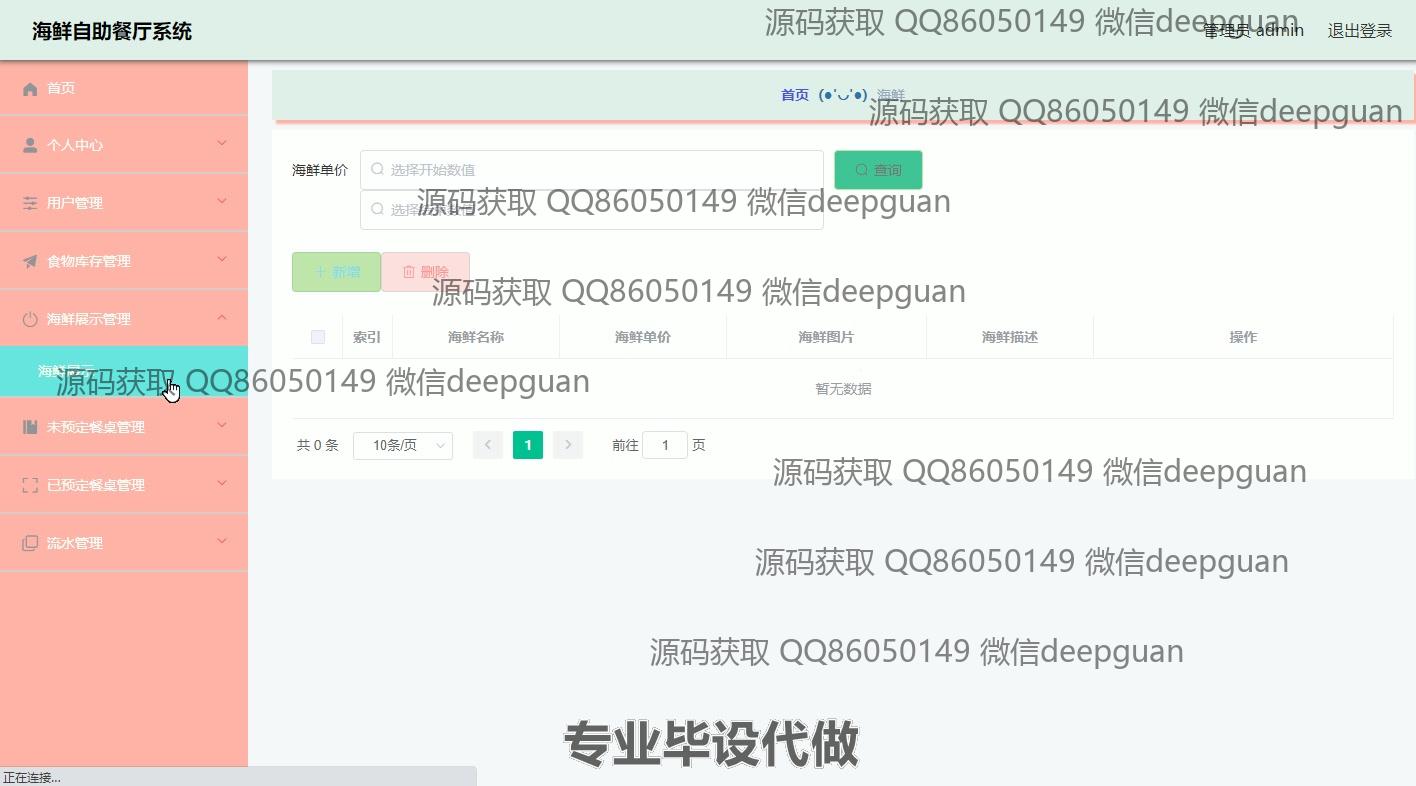 海鲜自助餐厅系统
源码获取 QQ86050149 微信deepguan
管理员 admin
退出登录
首页
首页 (●'◡'●) 海鲜
源码获取 QQ86050149 微信deepguan
个人中心
海鲜单价
选择开始数值
查询
用户管理
选择结束数值
源码获取 QQ86050149 微信deepguan
食物库存管理
新增
删除
源码获取 QQ86050149 微信deepguan
海鲜展示管理
索引
海鲜名称
海鲜单价
海鲜图片
海鲜描述
操作
海鲜展示
源码获取 QQ86050149 微信deepguan
暂无数据
未预定餐桌管理
共 0 条
10条/页
1
前往 1 页
源码获取 QQ86050149 微信deepguan
已预定餐桌管理
流水管理
源码获取 QQ86050149 微信deepguan
源码获取 QQ86050149 微信deepguan
专业毕设代做
正在连接...